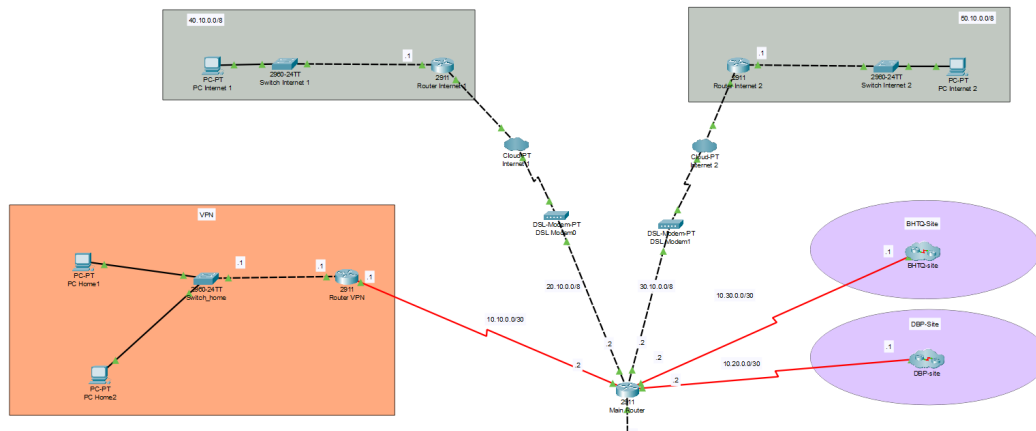 40.10.0.0/8
.1
PC-PT
PC Internet 1
2960-24TT
Switch Internet 1
2911
Router Internet 1
50.10.0.0/8
.1
2911
Router Internet 2
2960-24TT
Switch Internet 2
PC-PT
PC Internet 2
Cloud-PT
Internet 1
Cloud-PT
Internet 2
DSL-Modem-PT
DSL Modem0
DSL-Modem-PT
DSL Modem1
VPN
PC-PT
PC Home1
.1
2960-24TT
Switch_home
.1
2911
Router VPN
.1
PC-PT
PC Home2
10.10.0.0/30
.2
20.10.0.0/8
.2
30.10.0.0/8
.2
BHTQ-Site
.1
BHTQ-site
10.30.0.0/30
.2
DBP-Site
.1
DBP-site
10.20.0.0/30
.2
2911
Main Router